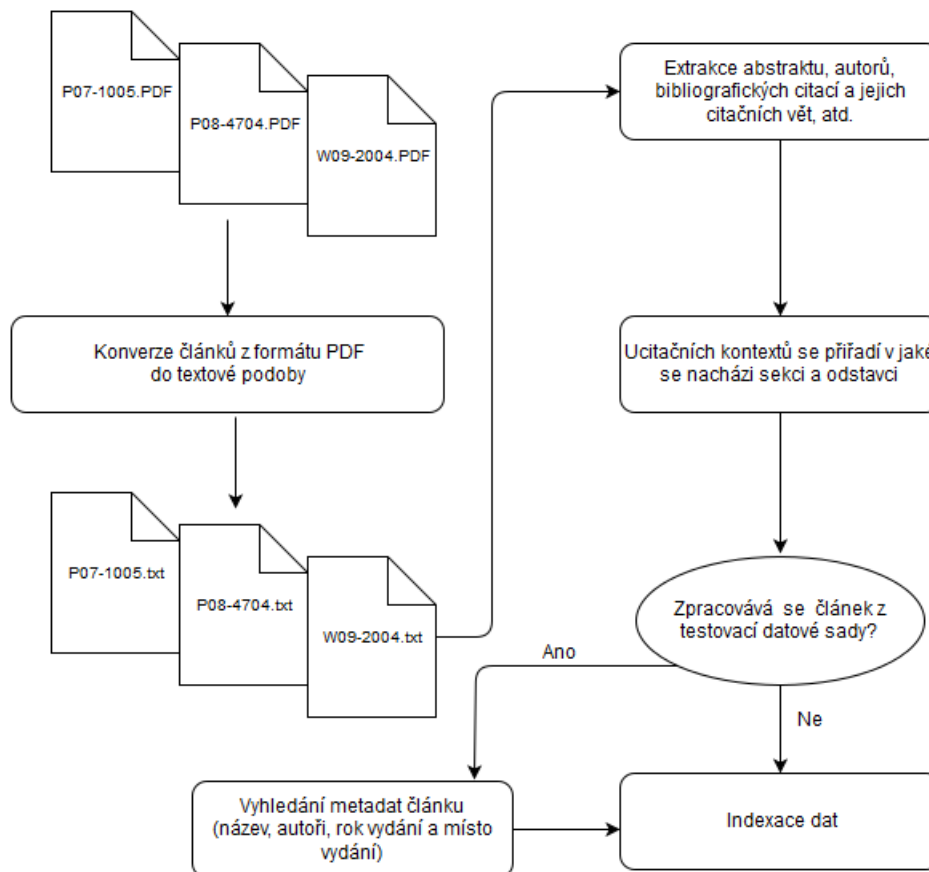 P07-1005.PDF
P08-4704.PDF
W09-2004.PDF
Konverze článků z formátu PDF
do textové podoby
P07-1005.txt
P08-4704.txt
W09-2004.txt
Extrakce abstraktu, autorů,
bibliografických citací a jejich
citačních vět, atd.
Ucitačních kontextů se přiřadí v jaké
se nacházi sekci a odstavci
Zpracovává se článek z
testovací datové sady?
Ano
Ne
Vyhledání metadat článku
(název, autoři, rok vydání a místo
vydání)
Indexace dat